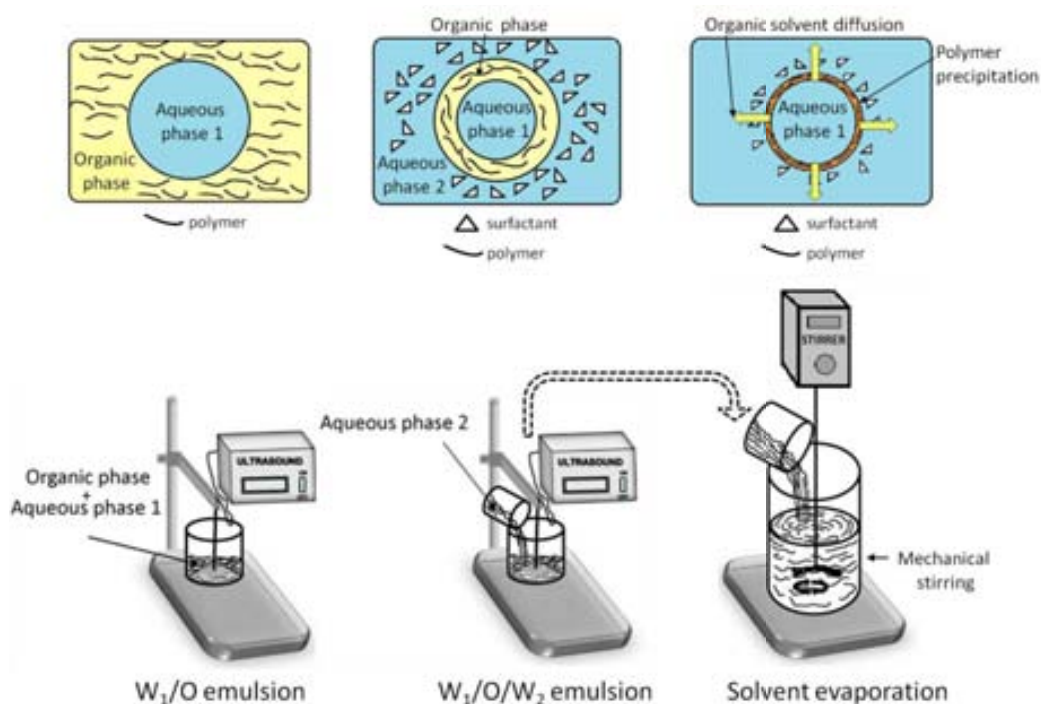 Aqueous
phase 1
Organic
phase
polymer
Organic phase
Aqueous
phase 1
Aqueous
phase 2
surfactant
polymer
Organic solvent diffusion
Polymer
precipitation
Aqueous
phase 1
surfactant
polymer
Organic phase
+
Aqueous phase 1
ULTRASOUND
W₁/O emulsion
Aqueous phase 2
ULTRASOUND
W₁/O/W₂ emulsion
STIRRER
Mechanical
stirring
Solvent evaporation